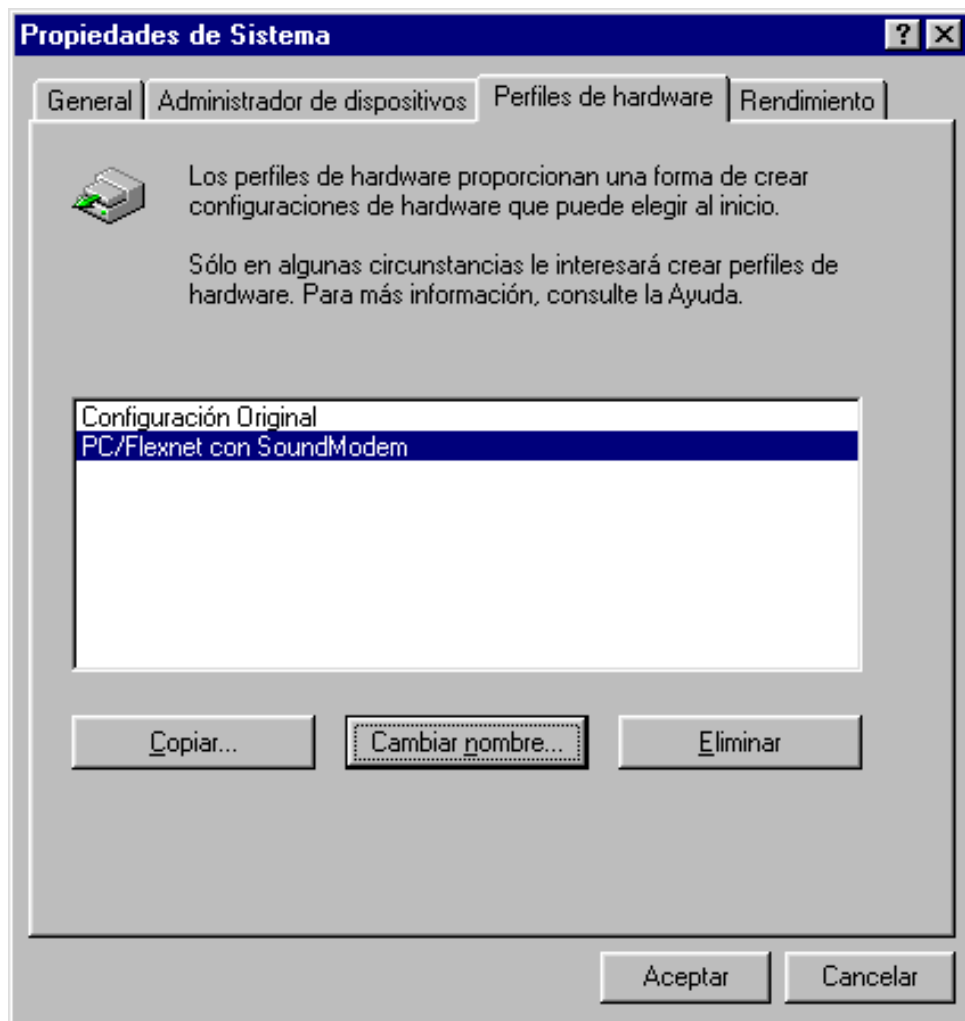 Propiedades de Sistema
General
Administrador de dispositivos
Perfiles de hardware
Rendimiento
Los perfiles de hardware proporcionan una forma de crear
configuraciones de hardware que puede elegir al inicio.
Sólo en algunas circunstancias le interesará crear perfiles de
hardware. Para más información, consulte la Ayuda.
Configuración Original
PC/Flexnet con SoundModem
Copiar...
Cambiar nombre...
Eliminar
Aceptar
Cancelar